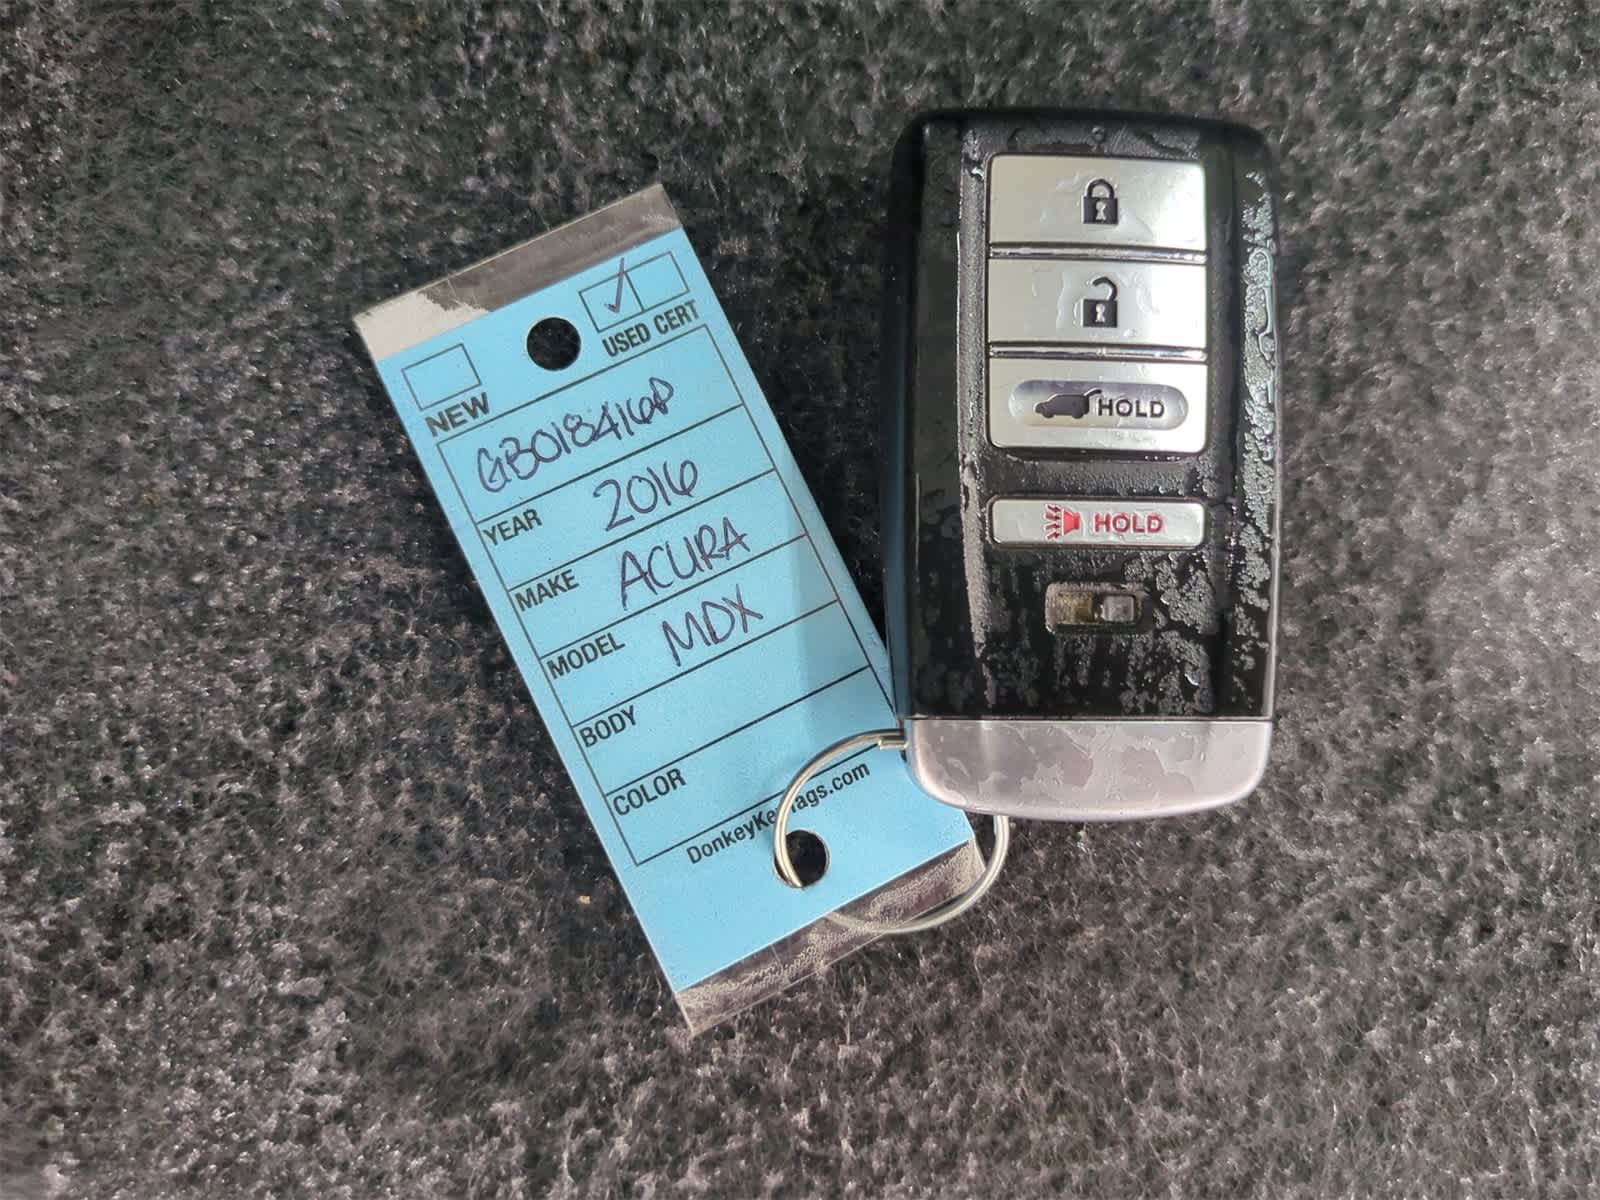 USED CERT
NEW
GB018416P
YEAR 2016
MAKE ACURA
MODEL MDX
BODY
COLOR
DonkeyKeyTags.com
HOLD
HOLD